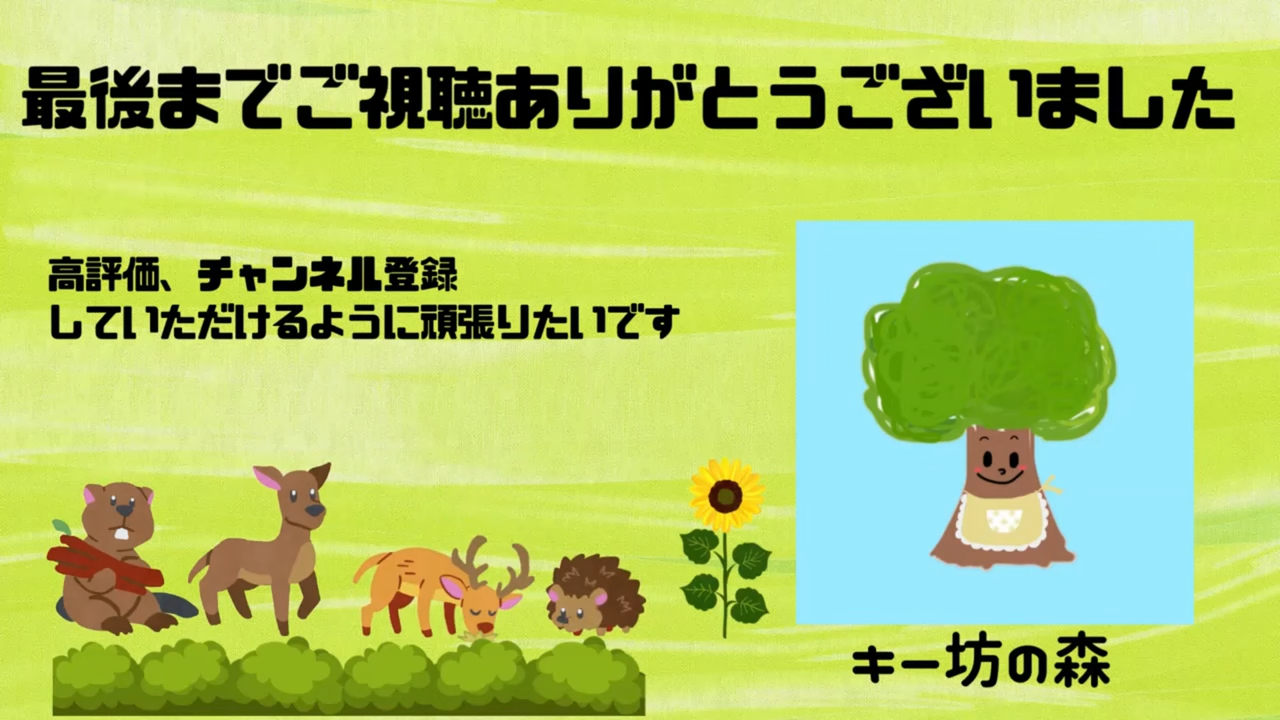 最後までご視聴ありがとうございました
高評価、チャンネル登録
していただけるように頑張りたいです
キー坊の森